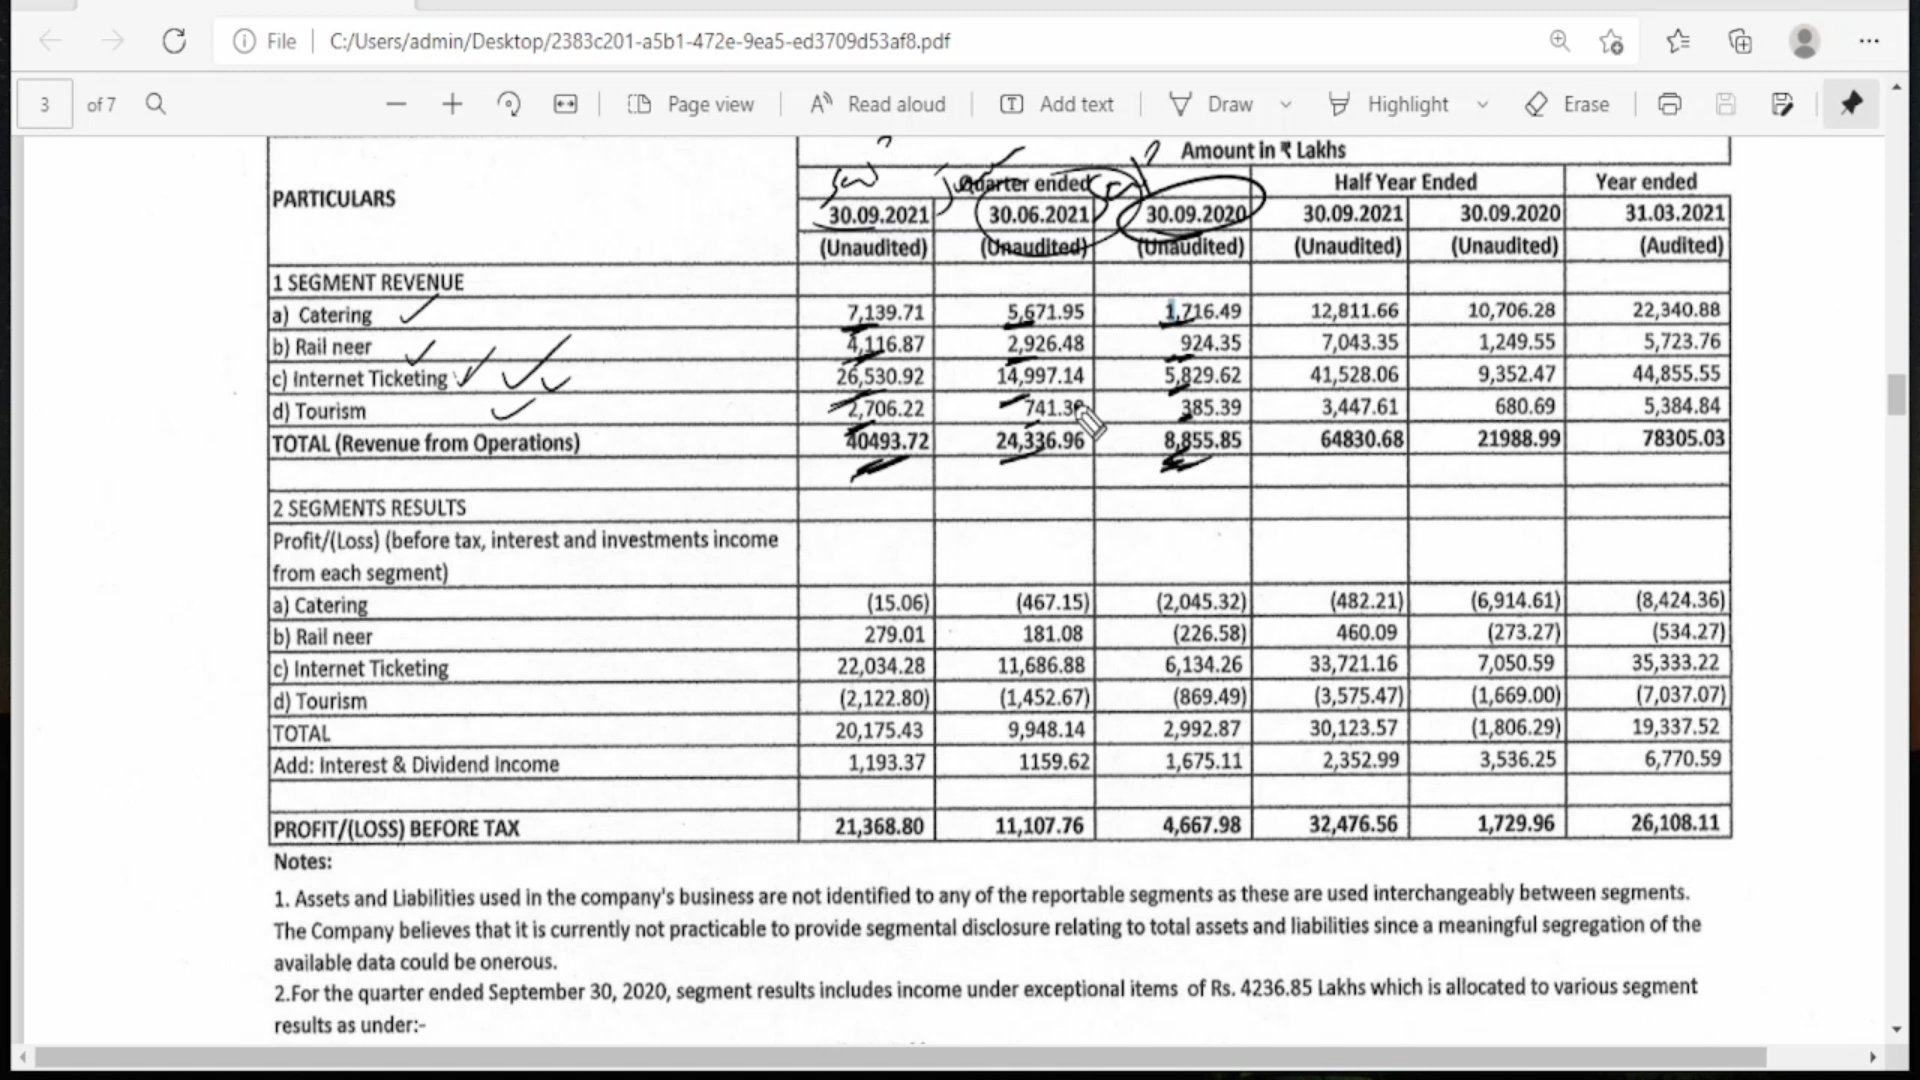 File C:/Users/admin/Desktop/2383c201-a5b1-472e-9ea5-ed3709d53af8.pdf
3 of 7 Page view Read aloud Add text Draw Highlight Erase
Amount in ₹ Lakhs
PARTICULARS Quarter ended Half Year Ended Year ended
30.09.2021 30.06.2021 30.09.2020 30.09.2021 30.09.2020 31.03.2021
(Unaudited) (Unaudited) (Unaudited) (Unaudited) (Unaudited) (Audited)
1 SEGMENT REVENUE
a) Catering 7,139.71 5,671.95 1,716.49 12,811.66 10,706.28 22,340.88
b) Rail neer 4,116.87 2,926.48 924.35 7,043.35 1,249.55 5,723.76
c) Internet Ticketing 26,530.92 14,997.14 5,829.62 41,528.06 9,352.47 44,855.55
d) Tourism 2,706.22 385.39 3,447.61 680.69 5,384.84
TOTAL (Revenue from Operations) 40493.72 24,336.96 8,855.85 64830.68 21988.99 78305.03
2 SEGMENTS RESULTS
Profit/(Loss) (before tax, interest and investments income
from each segment)
a) Catering (15.06) (467.15) (2,045.32) (482.21) (6,914.61) (8,424.36)
b) Rail neer 279.01 181.08 (226.58) 460.09 (273.27) (534.27)
c) Internet Ticketing 22,034.28 11,686.88 6,134.26 33,721.16 7,050.59 35,333.22
d) Tourism (2,122.80) (1,452.67) (869.49) (3,575.47) (1,669.00) (7,037.07)
TOTAL 20,175.43 9,948.14 2,992.87 30,123.57 (1,806.29) 19,337.52
Add: Interest & Dividend Income 1,193.37 1159.62 1,675.11 2,352.99 3,536.25 6,770.59
PROFIT/(LOSS) BEFORE TAX 21,368.80 11,107.76 4,667.98 32,476.56 1,729.96 26,108.11
Notes:
1. Assets and Liabilities used in the company's business are not identified to any of the reportable segments as these are used interchangeably between segments.
The Company believes that it is currently not practicable to provide segmental disclosure relating to total assets and liabilities since a meaningful segregation of the
available data could be onerous.
2.For the quarter ended September 30, 2020, segment results includes income under exceptional items of Rs. 4236.85 Lakhs which is allocated to various segment
results as under:-